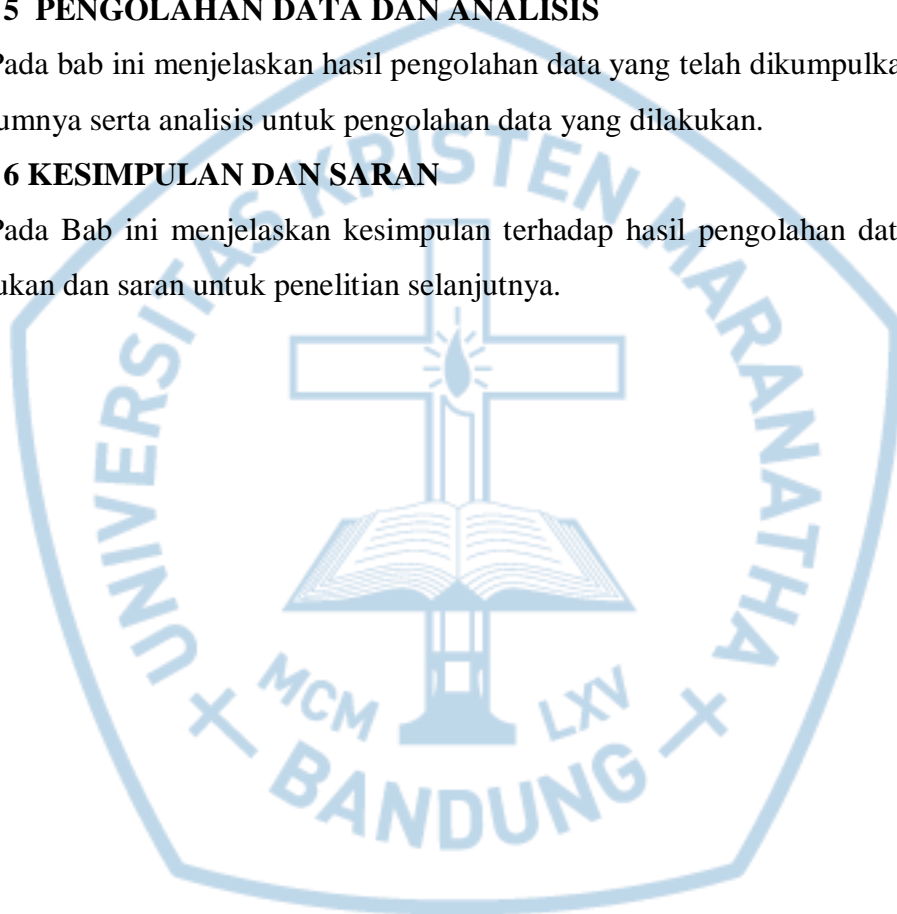 5 PENGOLAHAN DATA DAN ANALISIS
Pada bab ini menjelaskan hasil pengolahan data yang telah dikumpulka
umnya serta analisis untuk pengolahan data yang dilakukan.
6 KESIMPULAN DAN SARAN
Pada Bab ini menjelaskan kesimpulan terhadap hasil pengolahan dat
ukan dan saran untuk penelitian selanjutnya.
UNIVERSITAS KRISTEN MARANATHA
MCM LXV
BANDUNG